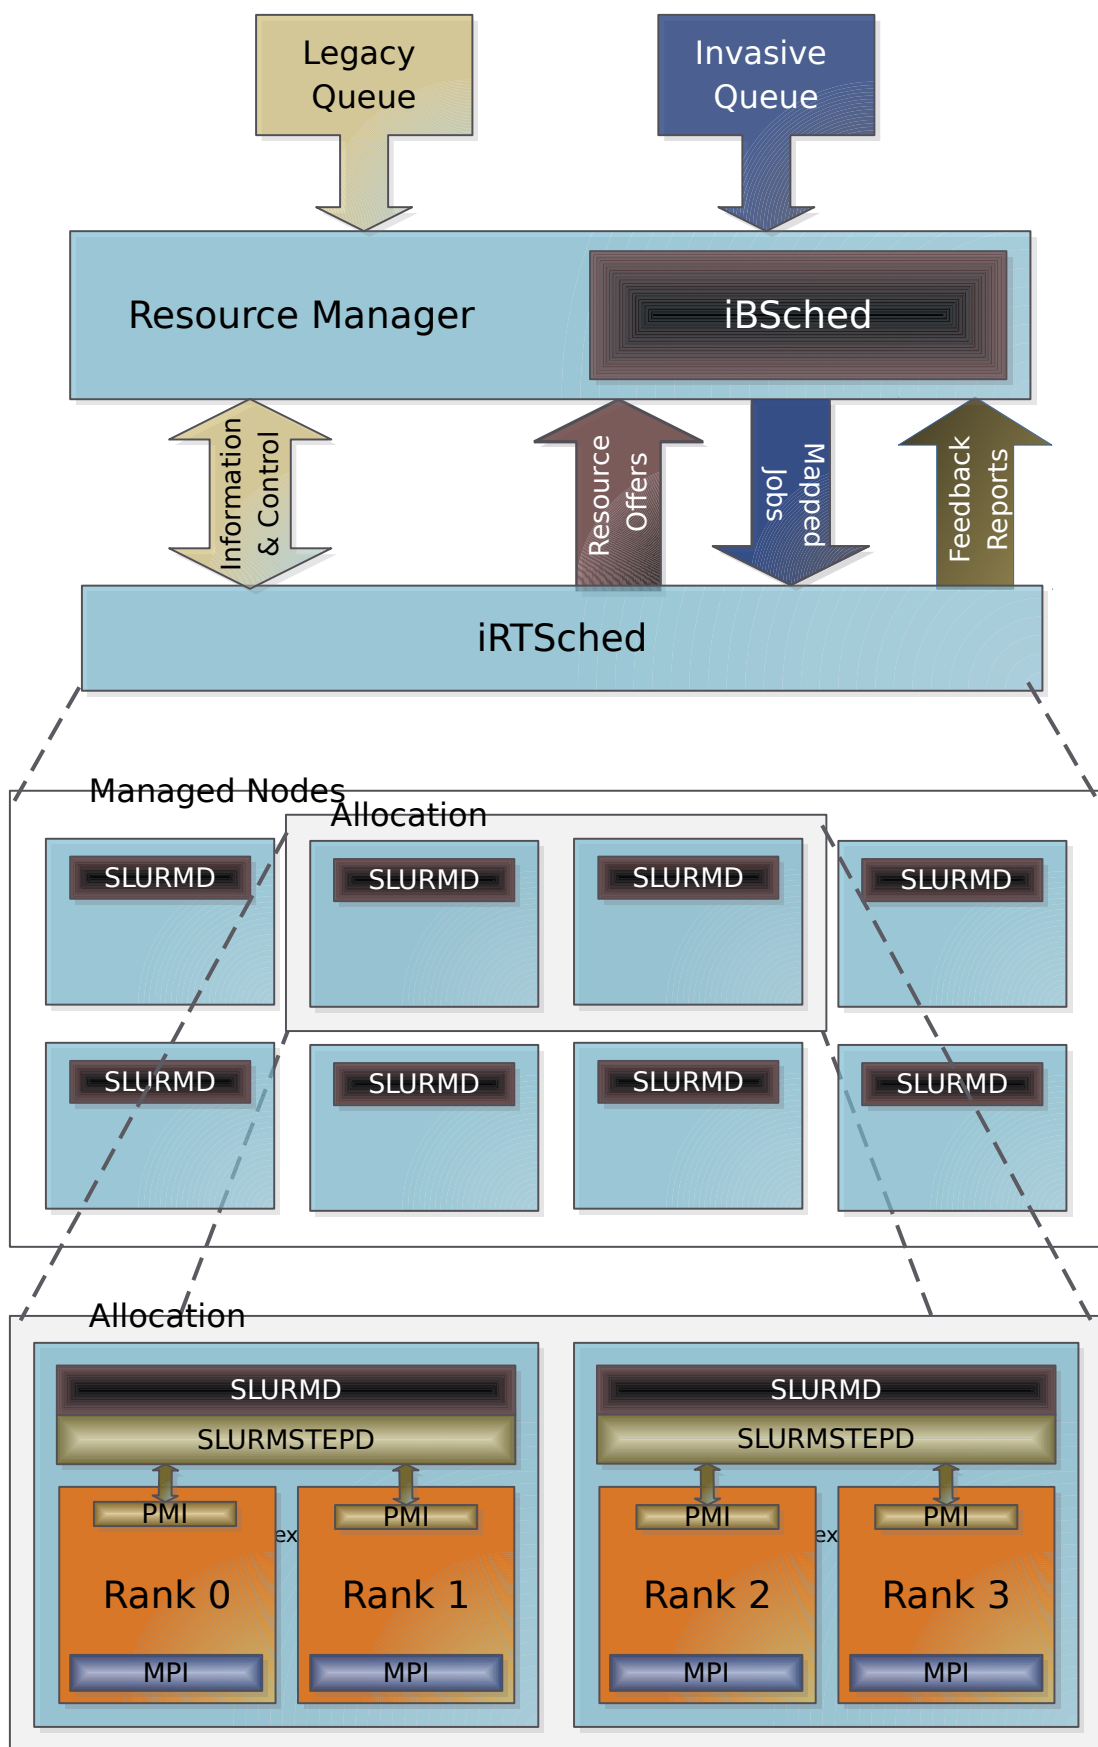 Legacy
Queue
Invasive
Queue
Resource Manager
iBSched
Information
& Control
Resource
Offers
Mapped
Jobs
Feedback
Reports
iRTSched
Managed Nodes
Allocation
SLURMD
SLURMD
SLURMD
SLURMD
SLURMD
SLURMD
SLURMD
SLURMD
Allocation
SLURMD
SLURMD
SLURMSTEPD
SLURMSTEPD
PMI
PMI
PMI
PMI
ex
ex
Rank 0
Rank 1
Rank 2
Rank 3
MPI
MPI
MPI
MPI